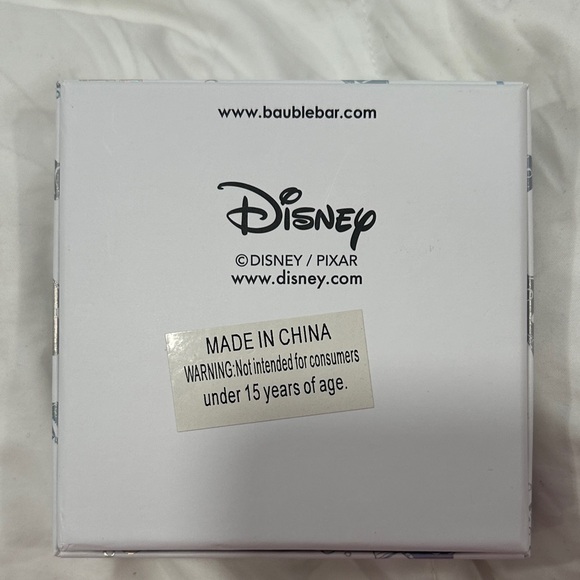 www.baublebar.com
Disney
©DISNEY / PIXAR
www.disney.com
MADE IN CHINA
WARNING:Not intended for consumers
under 15 years of age.